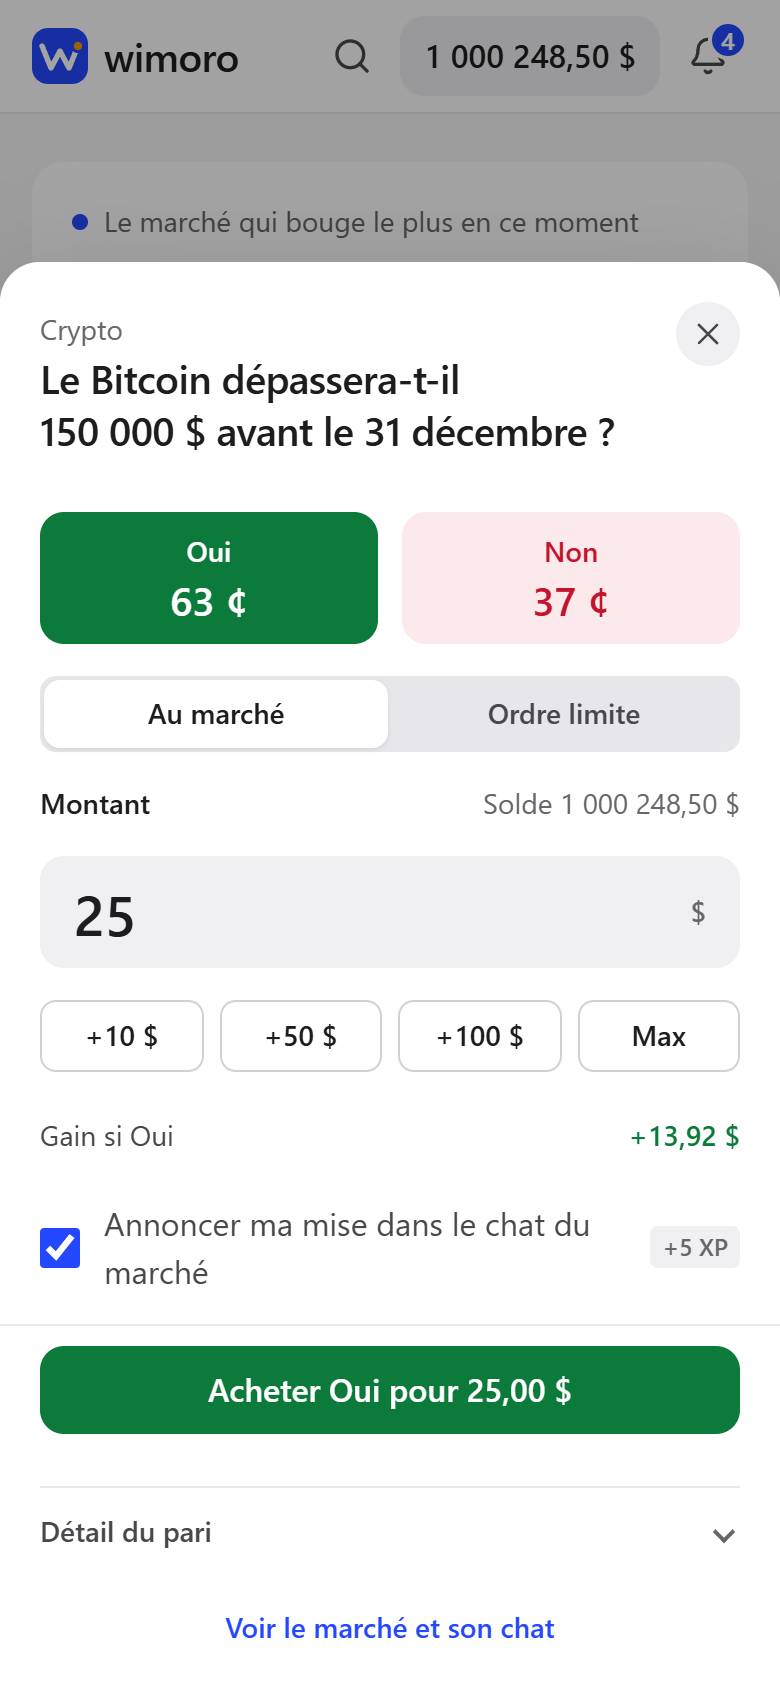 wimoro
1 000 248,50 $
4
Le marché qui bouge le plus en ce moment
Crypto
Le Bitcoin dépassera-t-il
150 000 $ avant le 31 décembre ?
Oui
63 ¢
Non
37 ¢
Au marché
Ordre limite
Montant
Solde 1 000 248,50 $
25
$
+10 $
+50 $
+100 $
Max
Gain si Oui
+13,92 $
Annoncer ma mise dans le chat du
marché
+5 XP
Acheter Oui pour 25,00 $
Détail du pari
Voir le marché et son chat